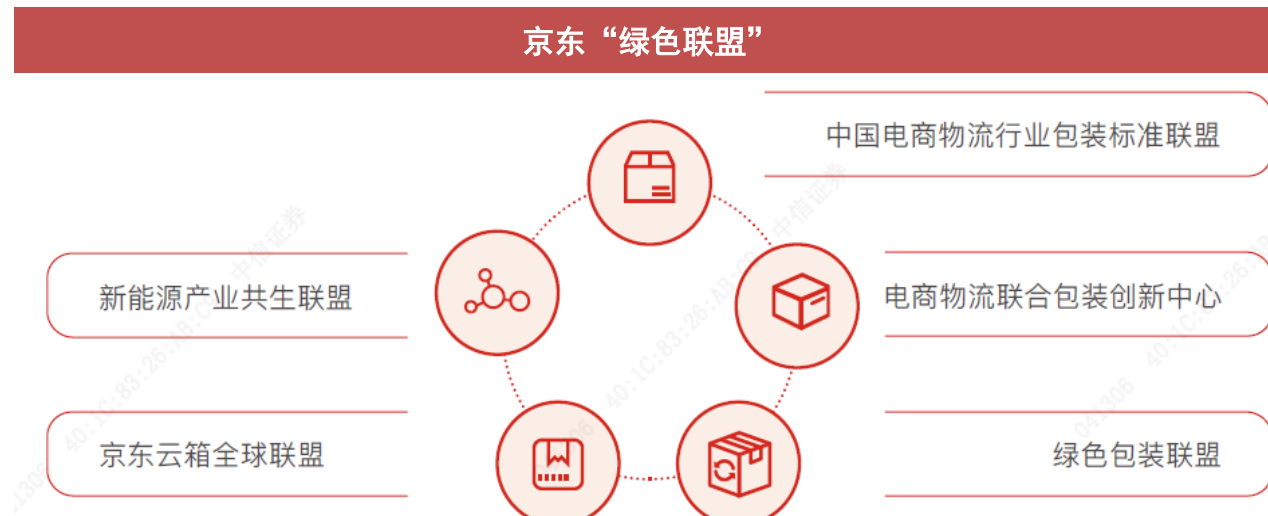 京东“绿色联盟”
中国电商物流行业包装标准联盟
新能源产业共生联盟
电商物流联合包装创新中心
京东云箱全球联盟
绿色包装联盟